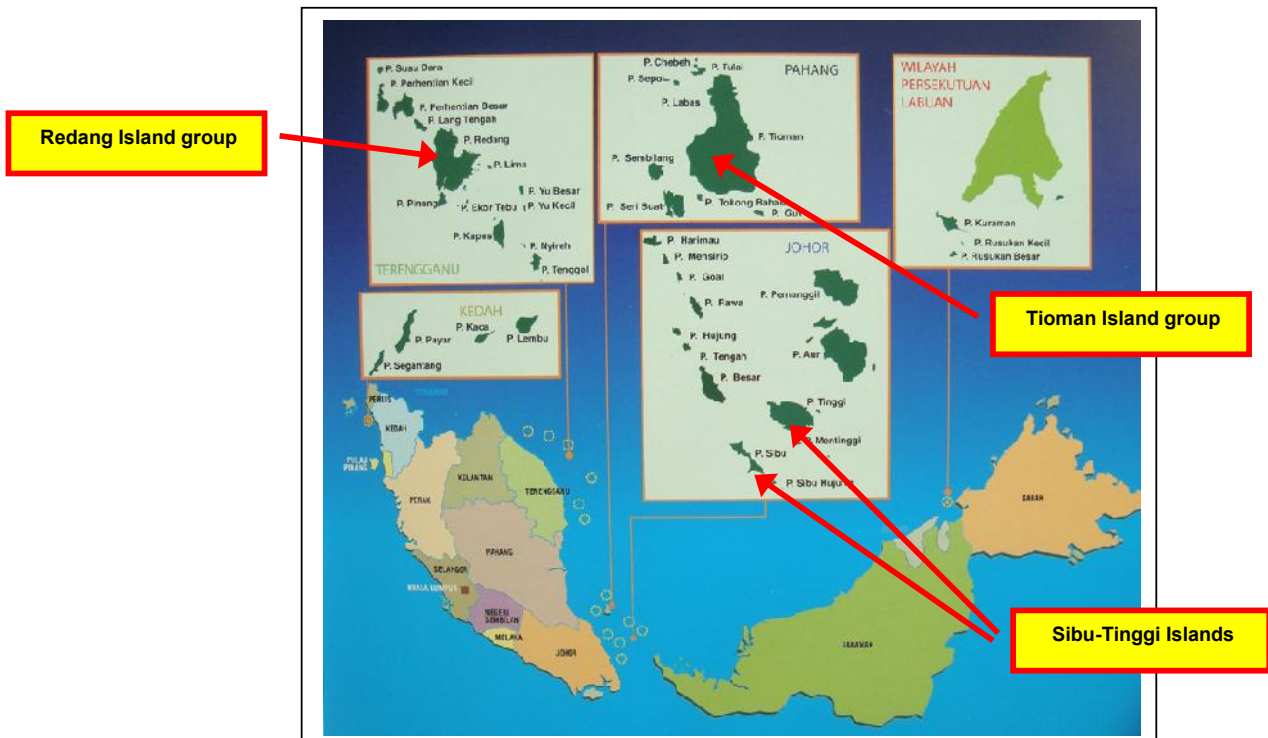 Redang Island group
P. Susu Dara
P. Perhentian Kecil
P. Perhentian Besar
P. Lang Tengah
P. Redang
P. Lima
P. Pinang
P. Ekor Tebu
P. Yu Besar
P. Yu Kecil
P. Kapas
P. Nyireh
P. Tenggol
TERENGGANU
P. Chebeh
P. Tulai
PAHANG
P. Sepoi
P. Labas
P. Tioman
P. Sembilang
P. Seri Buat
P. Tokong Bahara
P. Gut
WILAYAH
PERSEKUTUAN
LABUAN
P. Kuraman
P. Rusukan Kecil
P. Rusukan Besar
KEDAH
P. Kaca
P. Payar
P. Lembu
P. Segantang
P. Harimau
JOHOR
P. Mensirip
P. Goal
P. Pemanggil
P. Rawa
P. Hujung
P. Tengah
P. Aur
P. Besar
P. Tinggi
P. Mentinggi
P. Sibu
P. Sibu Hujung
Tioman Island group
Sibu-Tinggi Islands
PERLIS
KEDAH
PULAU
PINANG
PERAK
KELANTAN
TERENGGANU
PAHANG
SELANGOR
KUALA LUMPUR
NEGERI
SEMBILAN
MELAKA
JOHOR
SARAWAK
SABAH